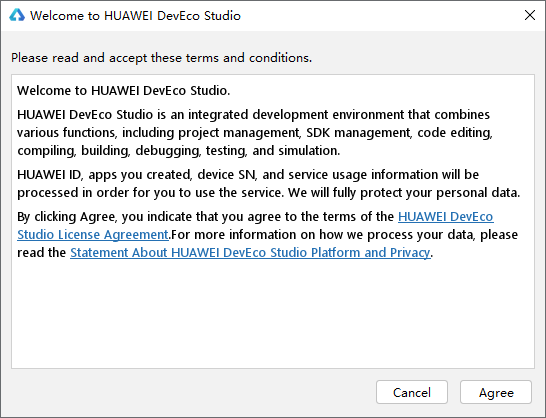 Welcome to HUAWEI DevEco Studio
Please read and accept these terms and conditions.
Welcome to HUAWEI DevEco Studio.
HUAWEI DevEco Studio is an integrated development environment that combines
various functions, including project management, SDK management, code editing,
compiling, building, debugging, testing, and simulation.
HUAWEI ID, apps you created, device SN, and service usage information will be
processed in order for you to use the service. We will fully protect your personal data.
By clicking Agree, you indicate that you agree to the terms of the HUAWEI DevEco
Studio License Agreement.For more information on how we process your data, please
read the Statement About HUAWEI DevEco Studio Platform and Privacy.
Cancel
Agree